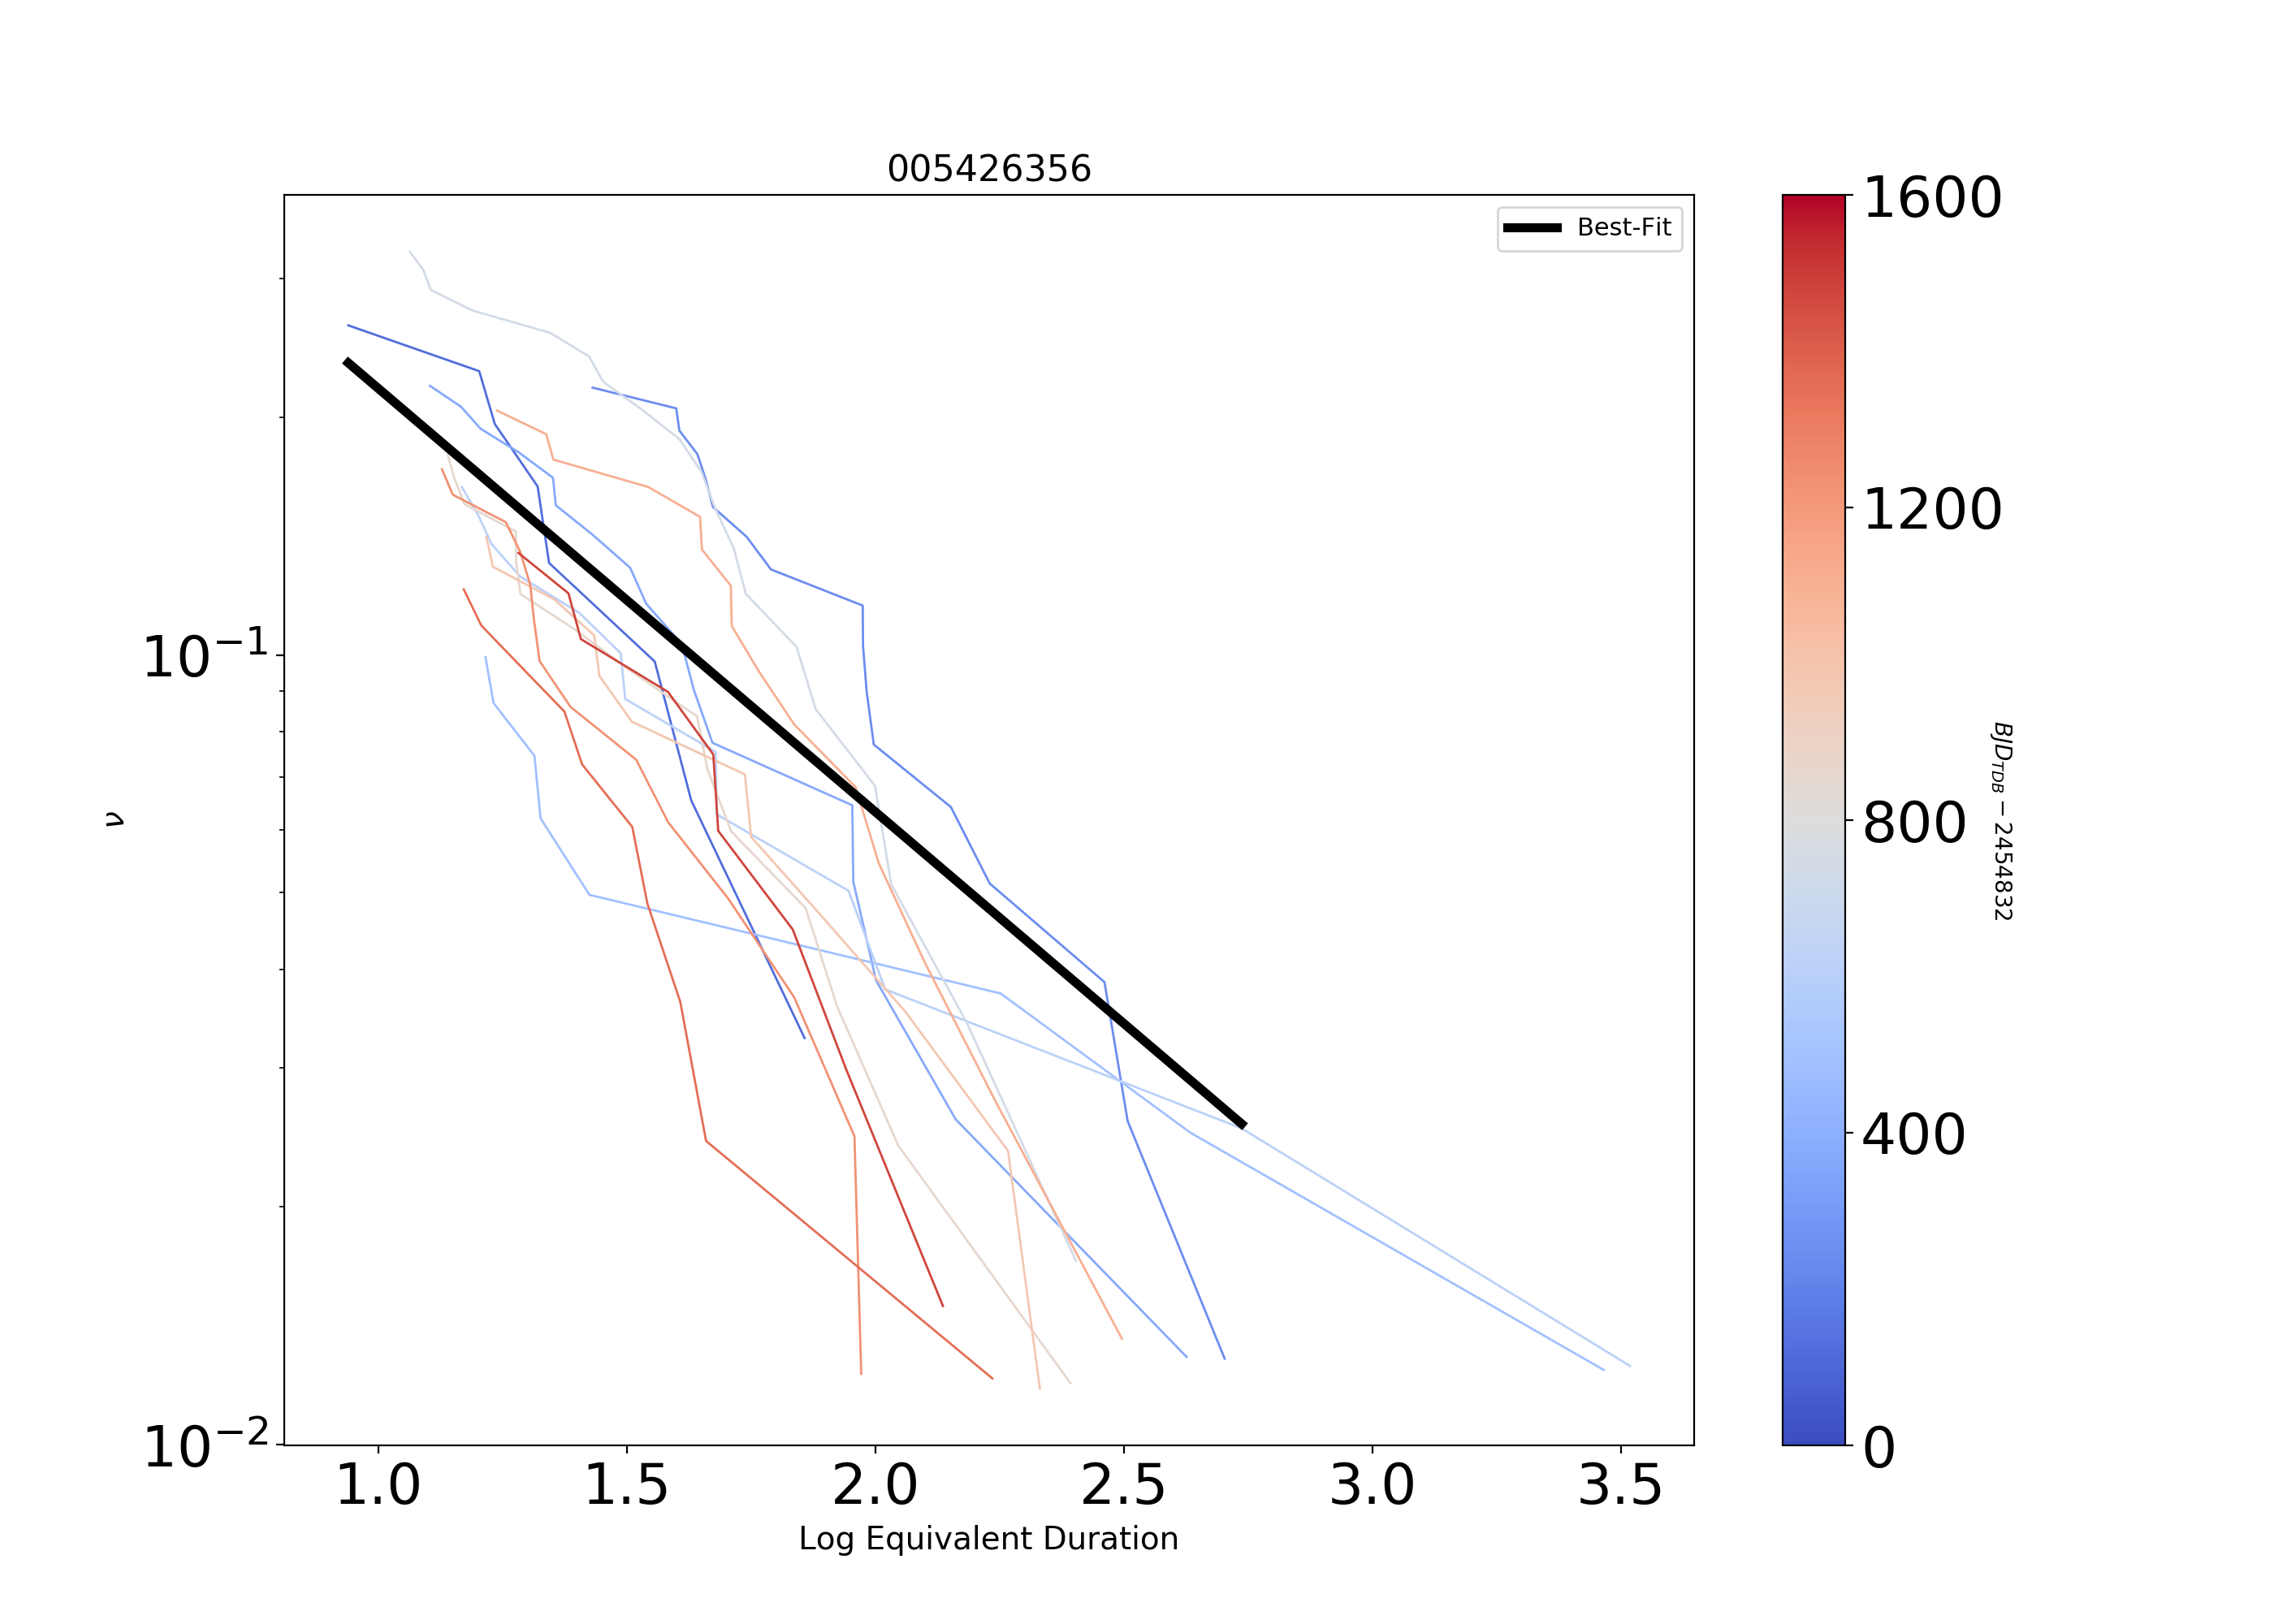 005426356
Best-Fit
ν
10⁻¹
10⁻²
1.0 1.5 2.0 2.5 3.0 3.5
Log Equivalent Duration
1600
1200
800
400
0
BJD_TDB − 2454832